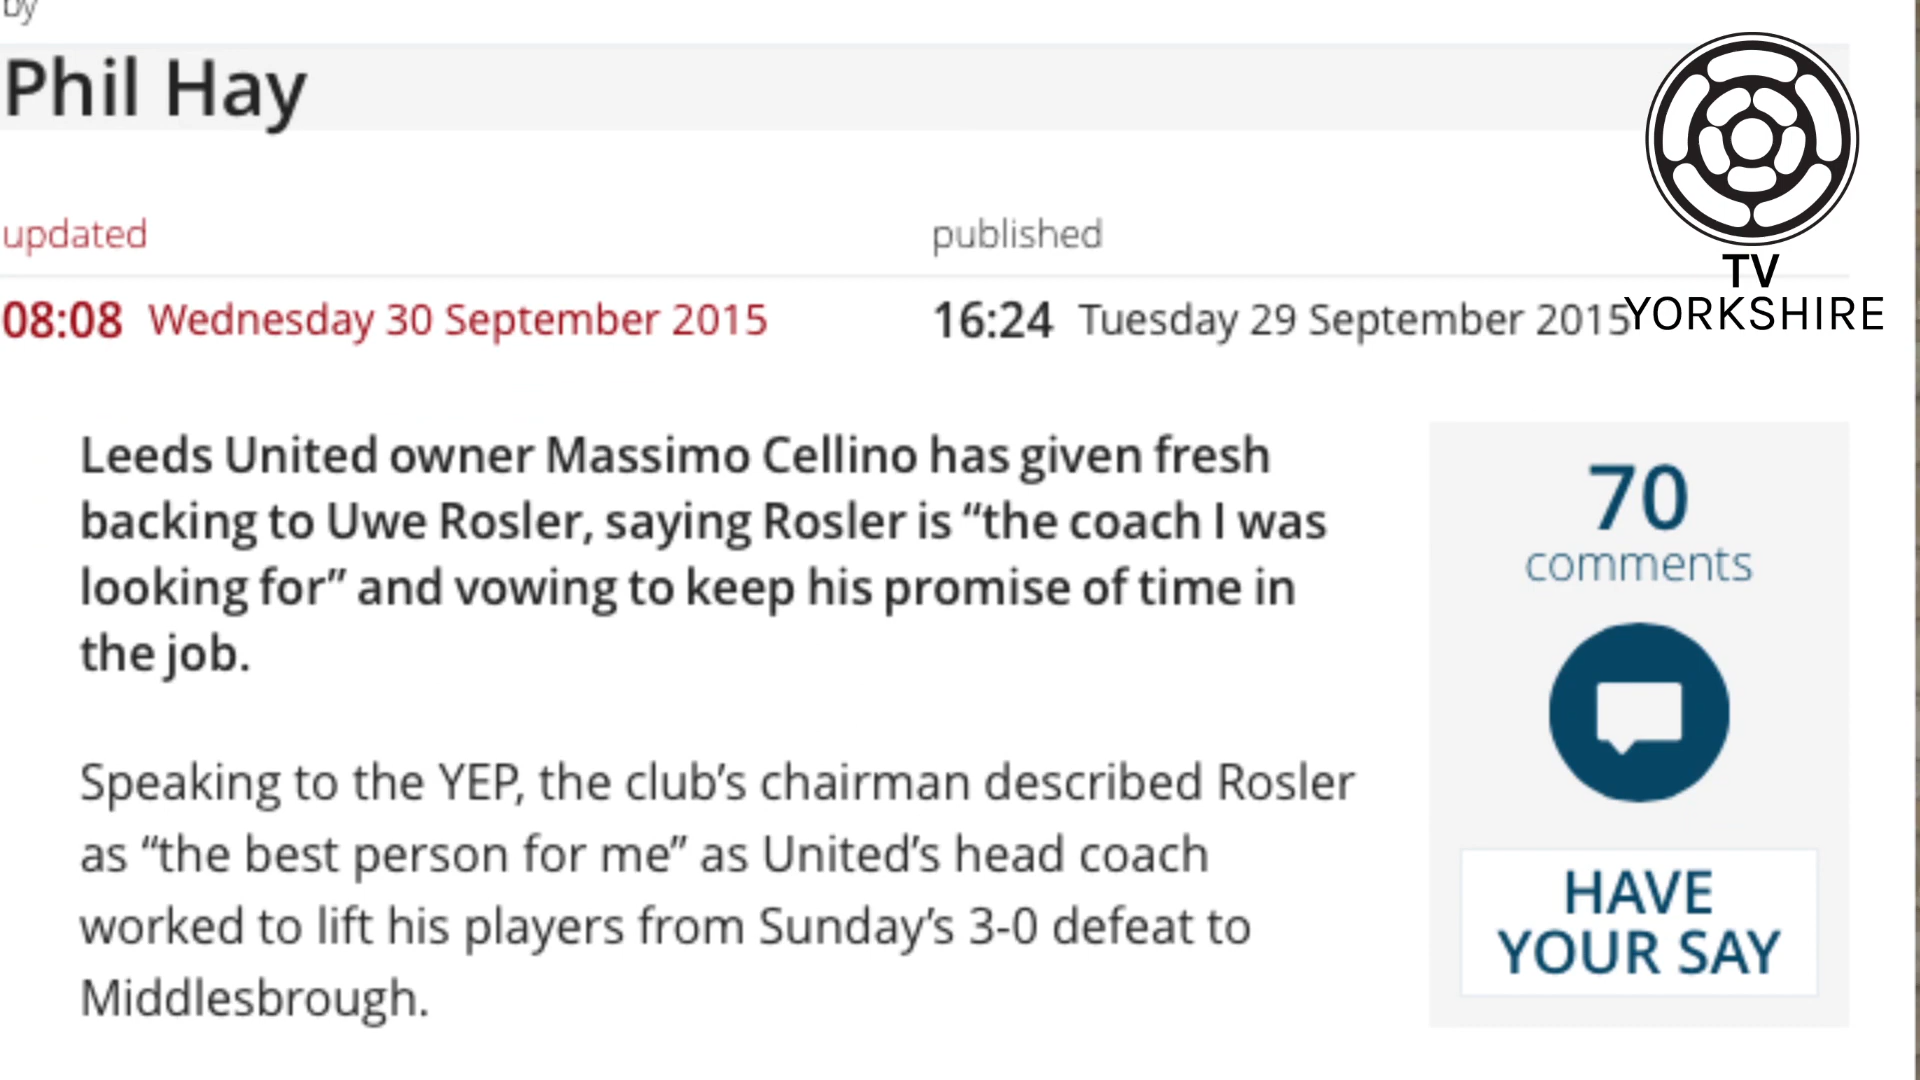 by
Phil Hay
updated
published
08:08 Wednesday 30 September 2015
16:24 Tuesday 29 September 2015
TV
YORKSHIRE
Leeds United owner Massimo Cellino has given fresh
backing to Uwe Rosler, saying Rosler is “the coach I was
looking for” and vowing to keep his promise of time in
the job.
Speaking to the YEP, the club’s chairman described Rosler
as “the best person for me” as United’s head coach
worked to lift his players from Sunday’s 3-0 defeat to
Middlesbrough.
70
comments
HAVE
YOUR SAY